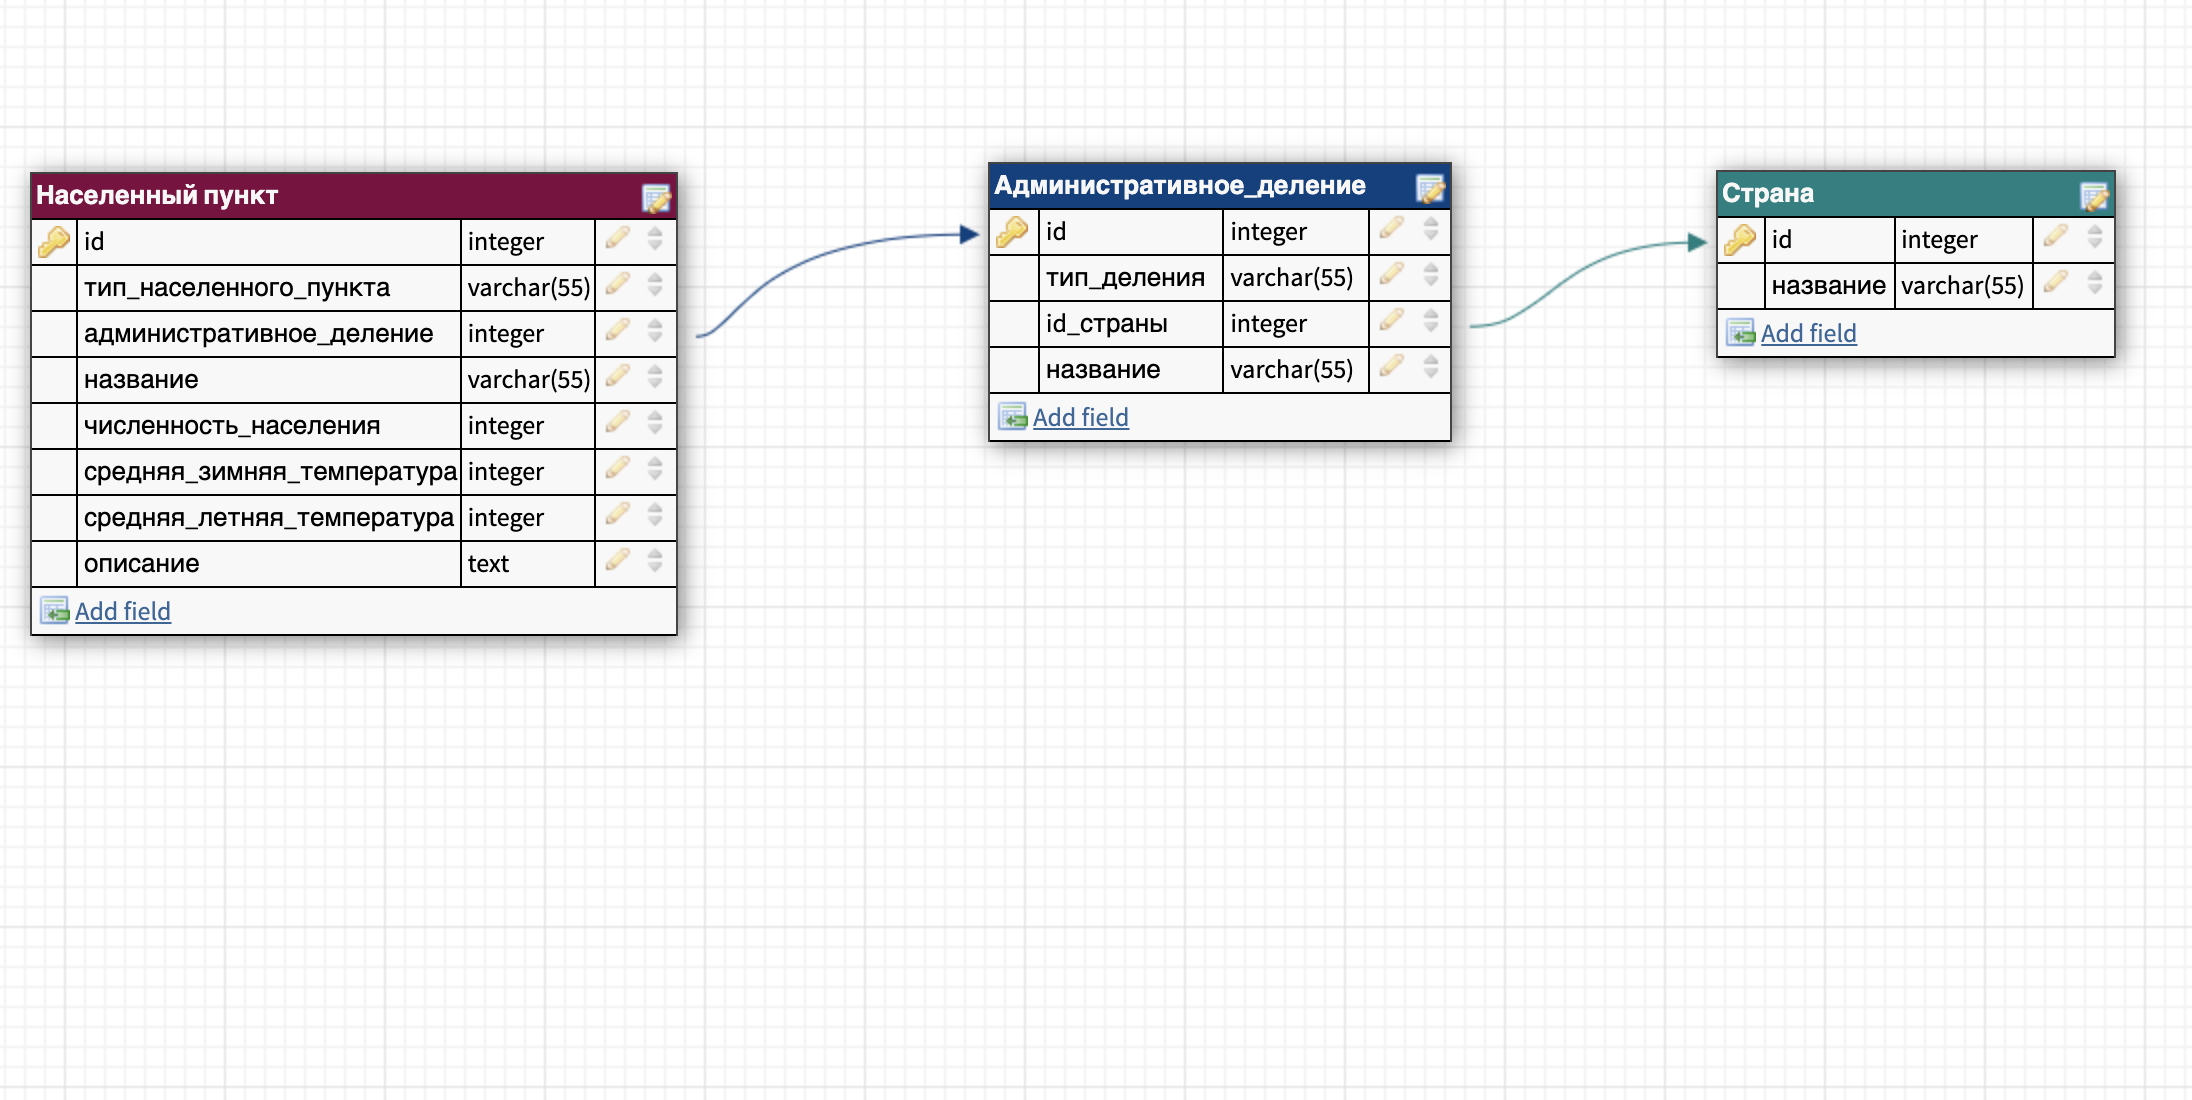 Населенный пункт
id integer
тип_населенного_пункта varchar(55)
административное_деление integer
название varchar(55)
численность_населения integer
средняя_зимняя_температура integer
средняя_летняя_температура integer
описание text
Add field
Административное_деление
id integer
тип_деления varchar(55)
id_страны integer
название varchar(55)
Add field
Страна
id integer
название varchar(55)
Add field